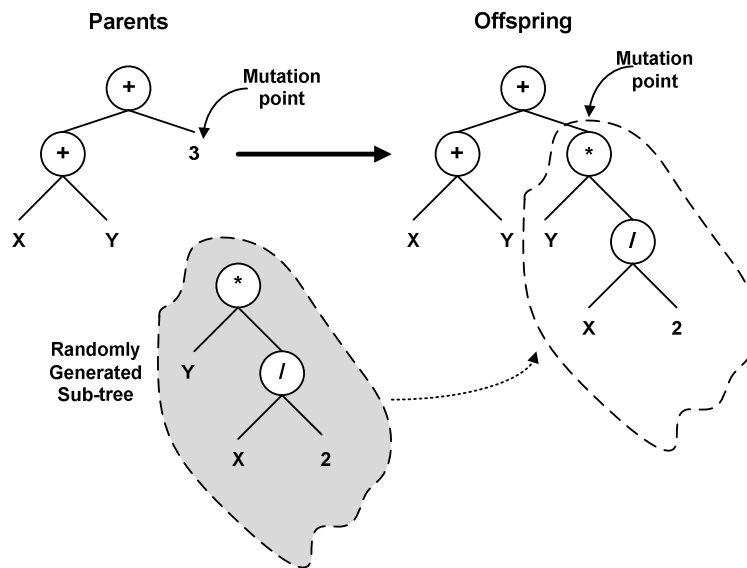 Parents
Offspring
+
Mutation
point
+
3
X
Y
+
Mutation
point
+
*
X
Y
Y
/
X
2
Randomly
Generated
Sub-tree
*
Y
/
X
2